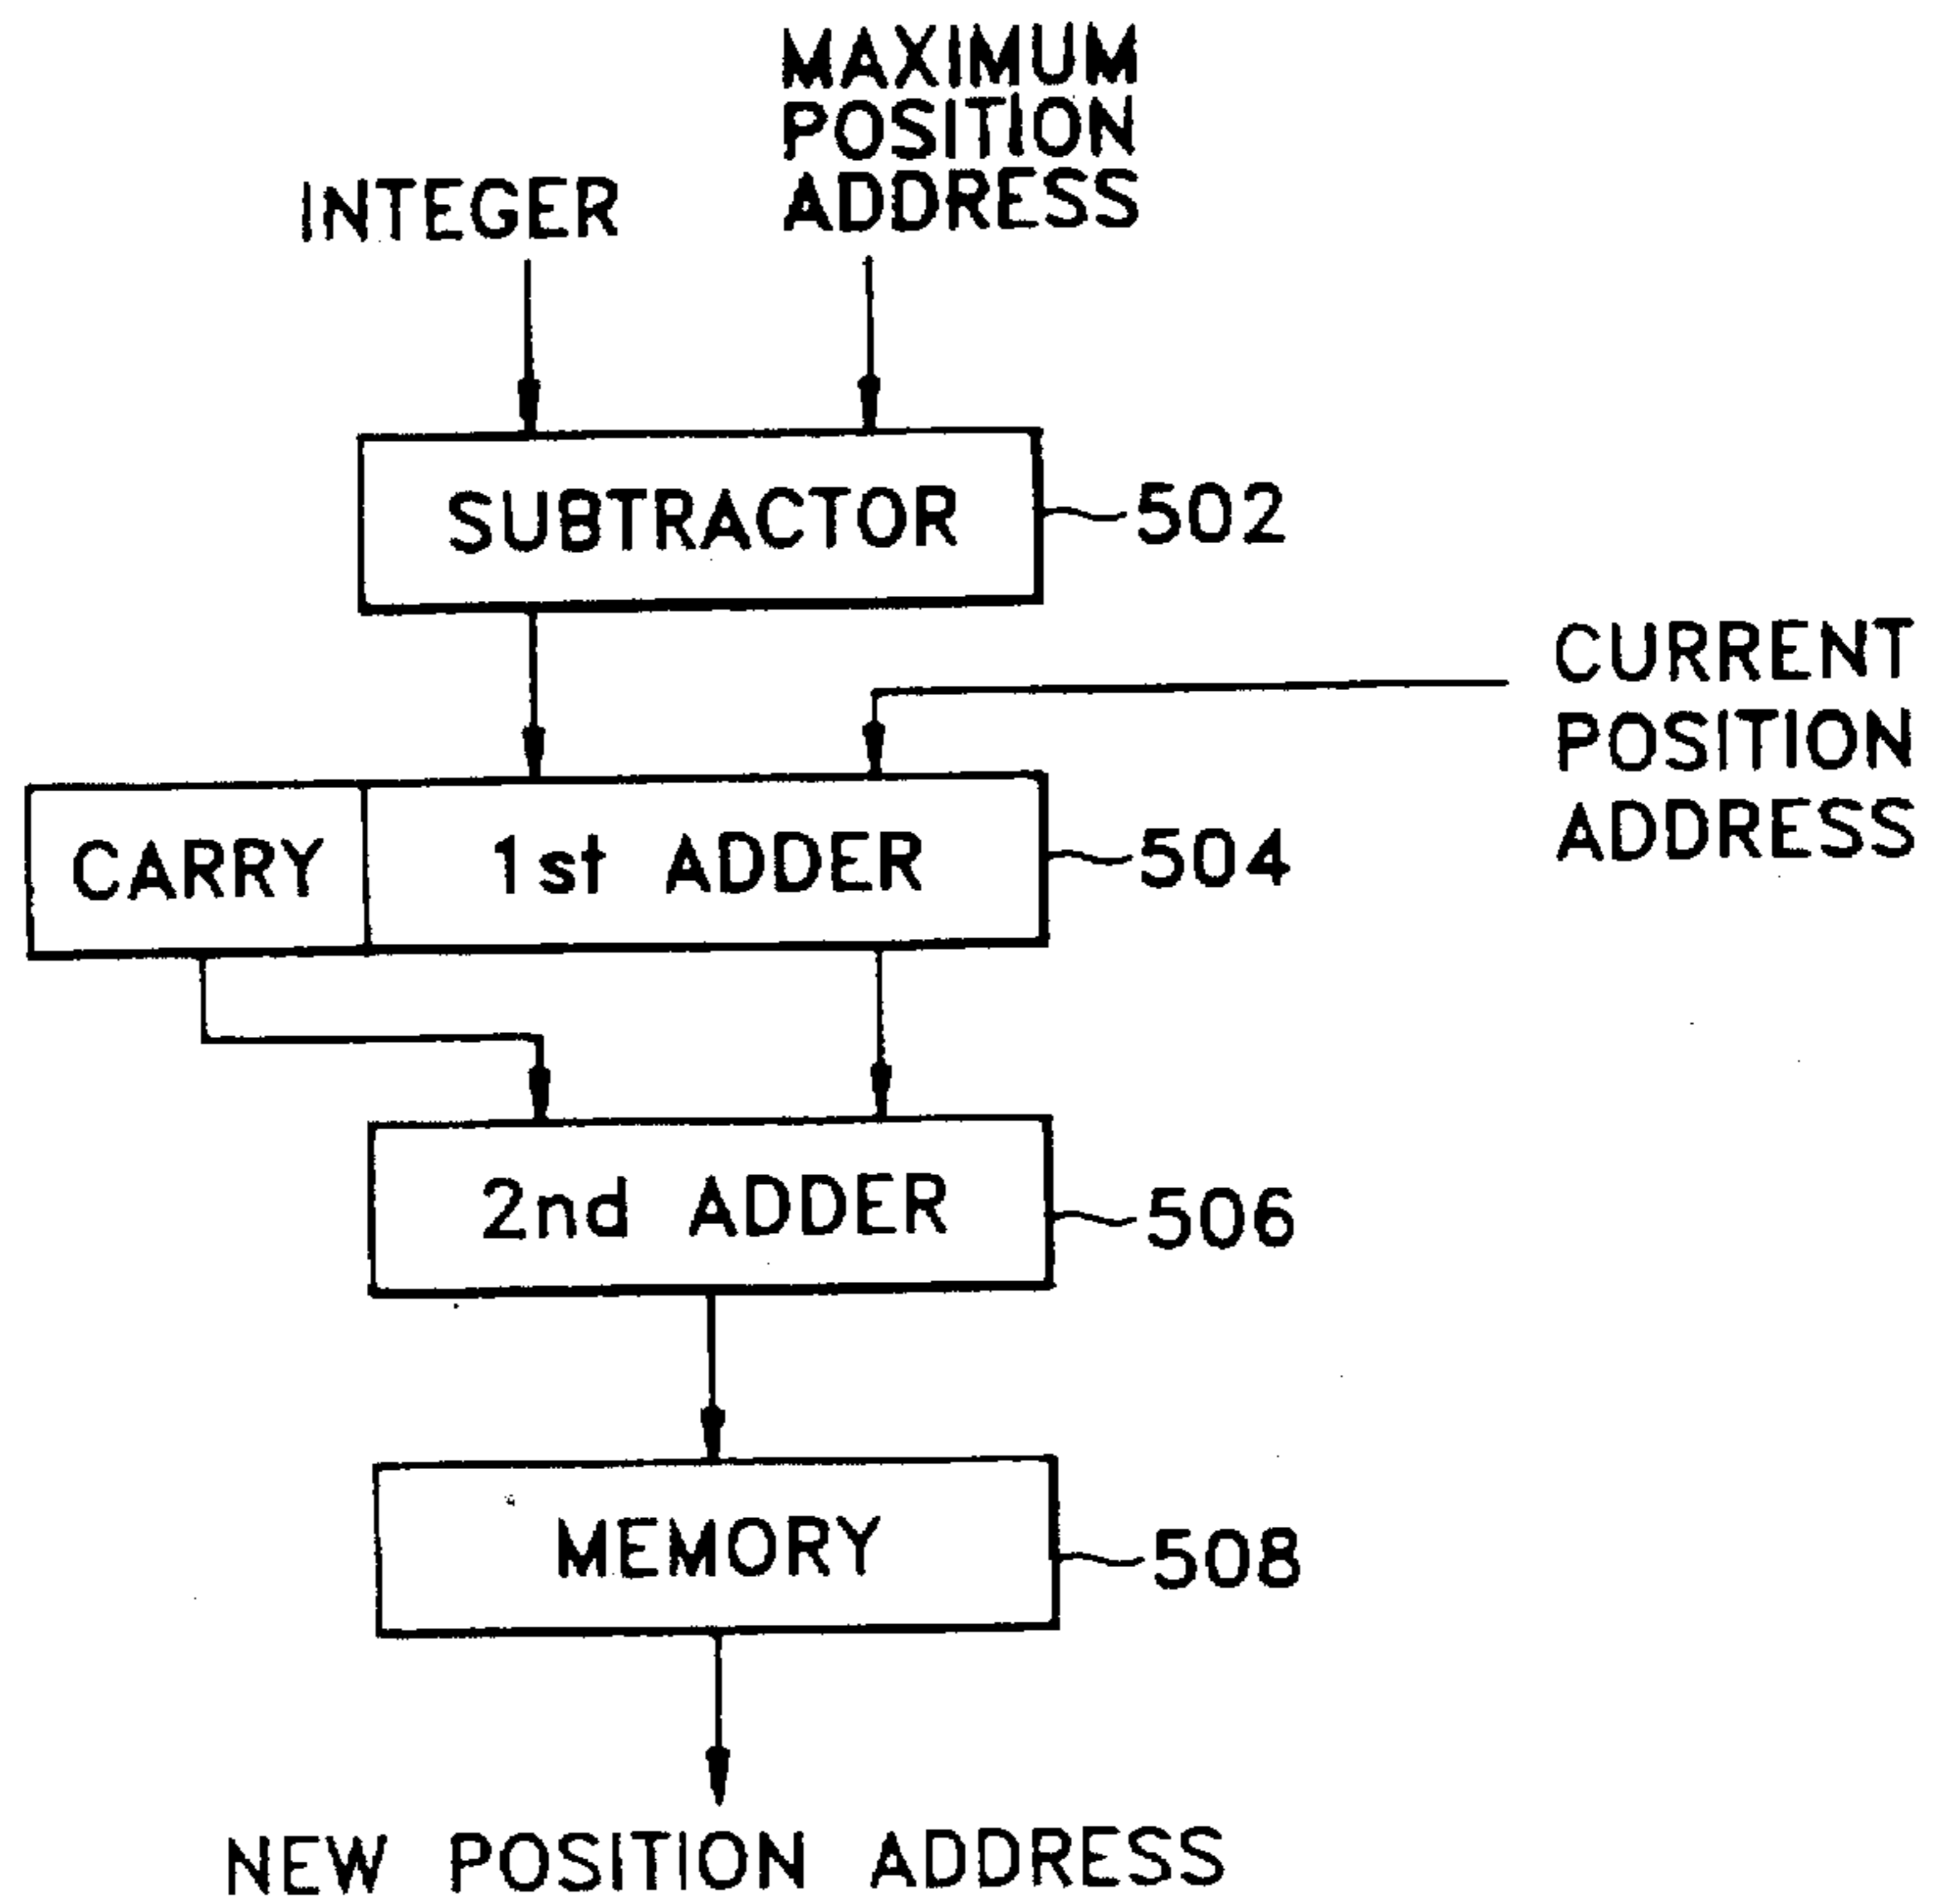 MAXIMUM
POSITION
ADDRESS
INTEGER
SUBTRACTOR
502
CURRENT
POSITION
ADDRESS
CARRY
1st ADDER
504
2nd ADDER
506
MEMORY
508
NEW POSITION ADDRESS